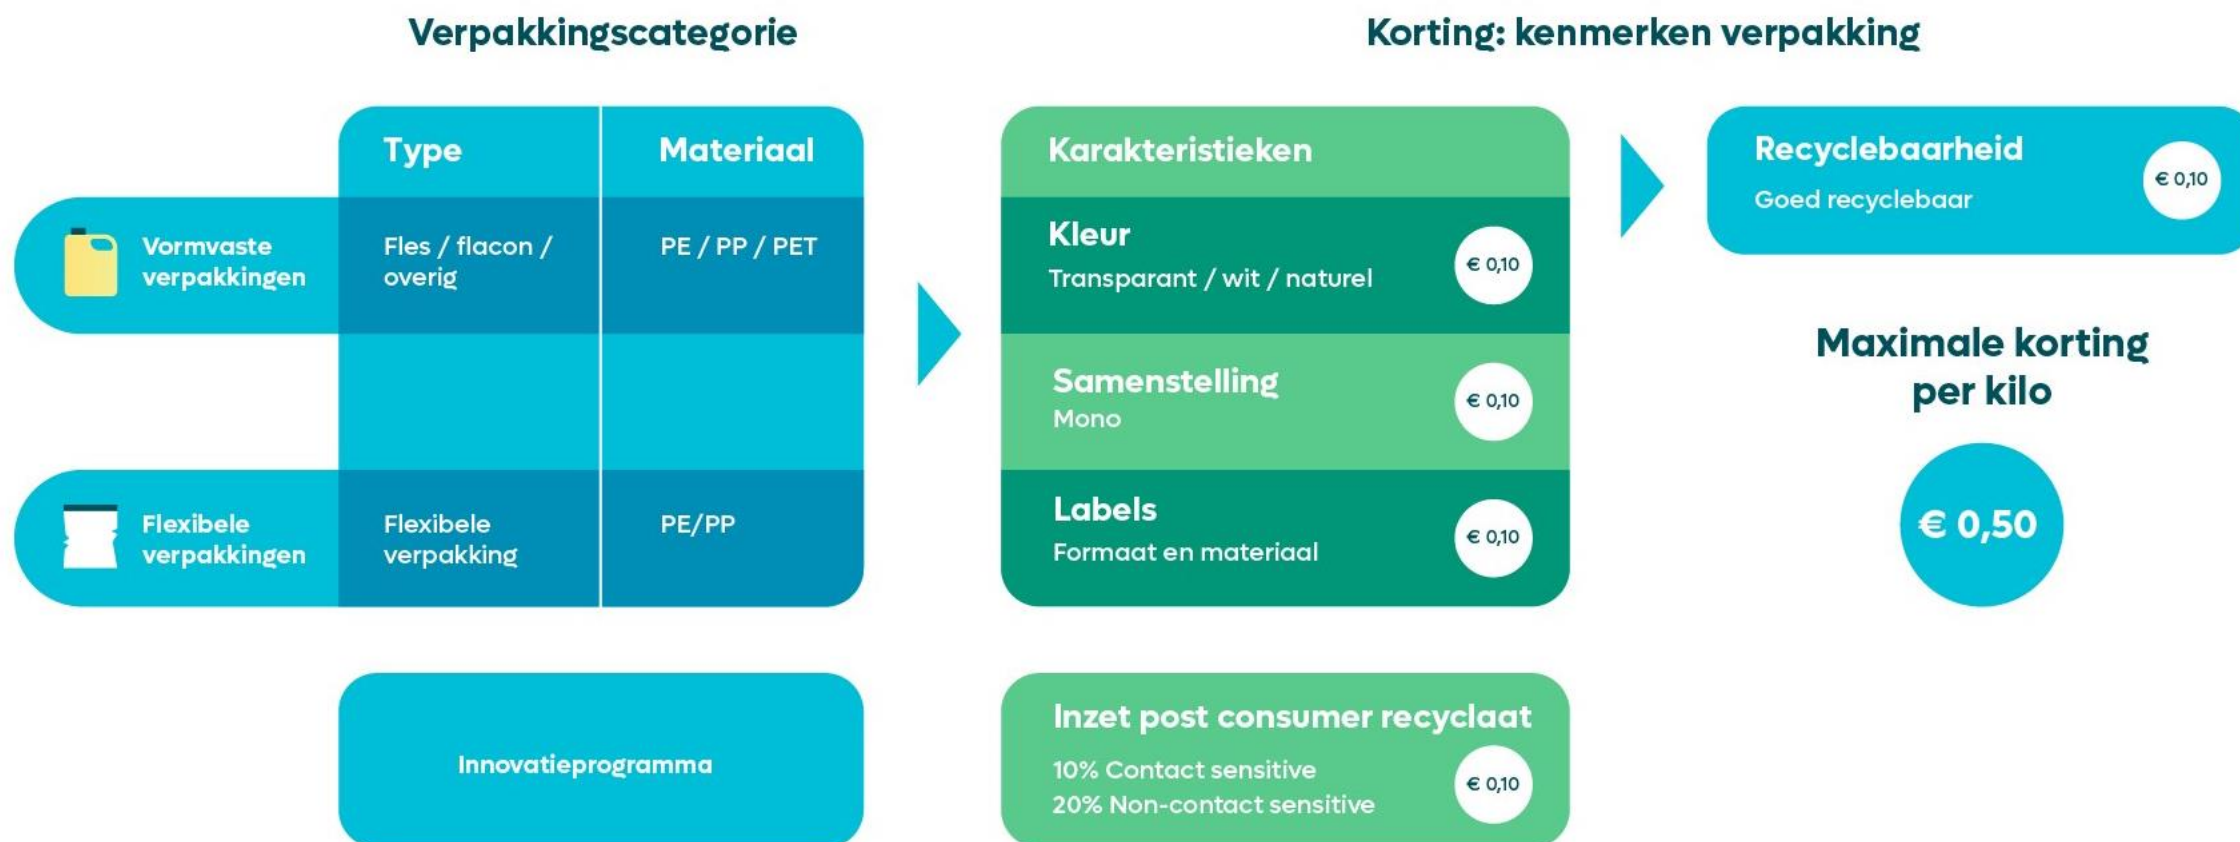 Verpakkingscategorie
Korting: kenmerken verpakking
Type
Materiaal
Vormvaste
verpakkingen
Fles / flacon /
overig
PE / PP / PET
Flexibele
verpakkingen
Flexibele
verpakking
PE/PP
Innovatieprogramma
Karakteristieken
Kleur
Transparant / wit / naturel
€ 0,10
Samenstelling
Mono
€ 0,10
Labels
Formaat en materiaal
€ 0,10
Inzet post consumer recyclaat
10% Contact sensitive
20% Non-contact sensitive
€ 0,10
Recyclebaarheid
Goed recyclebaar
€ 0,10
Maximale korting
per kilo
€ 0,50